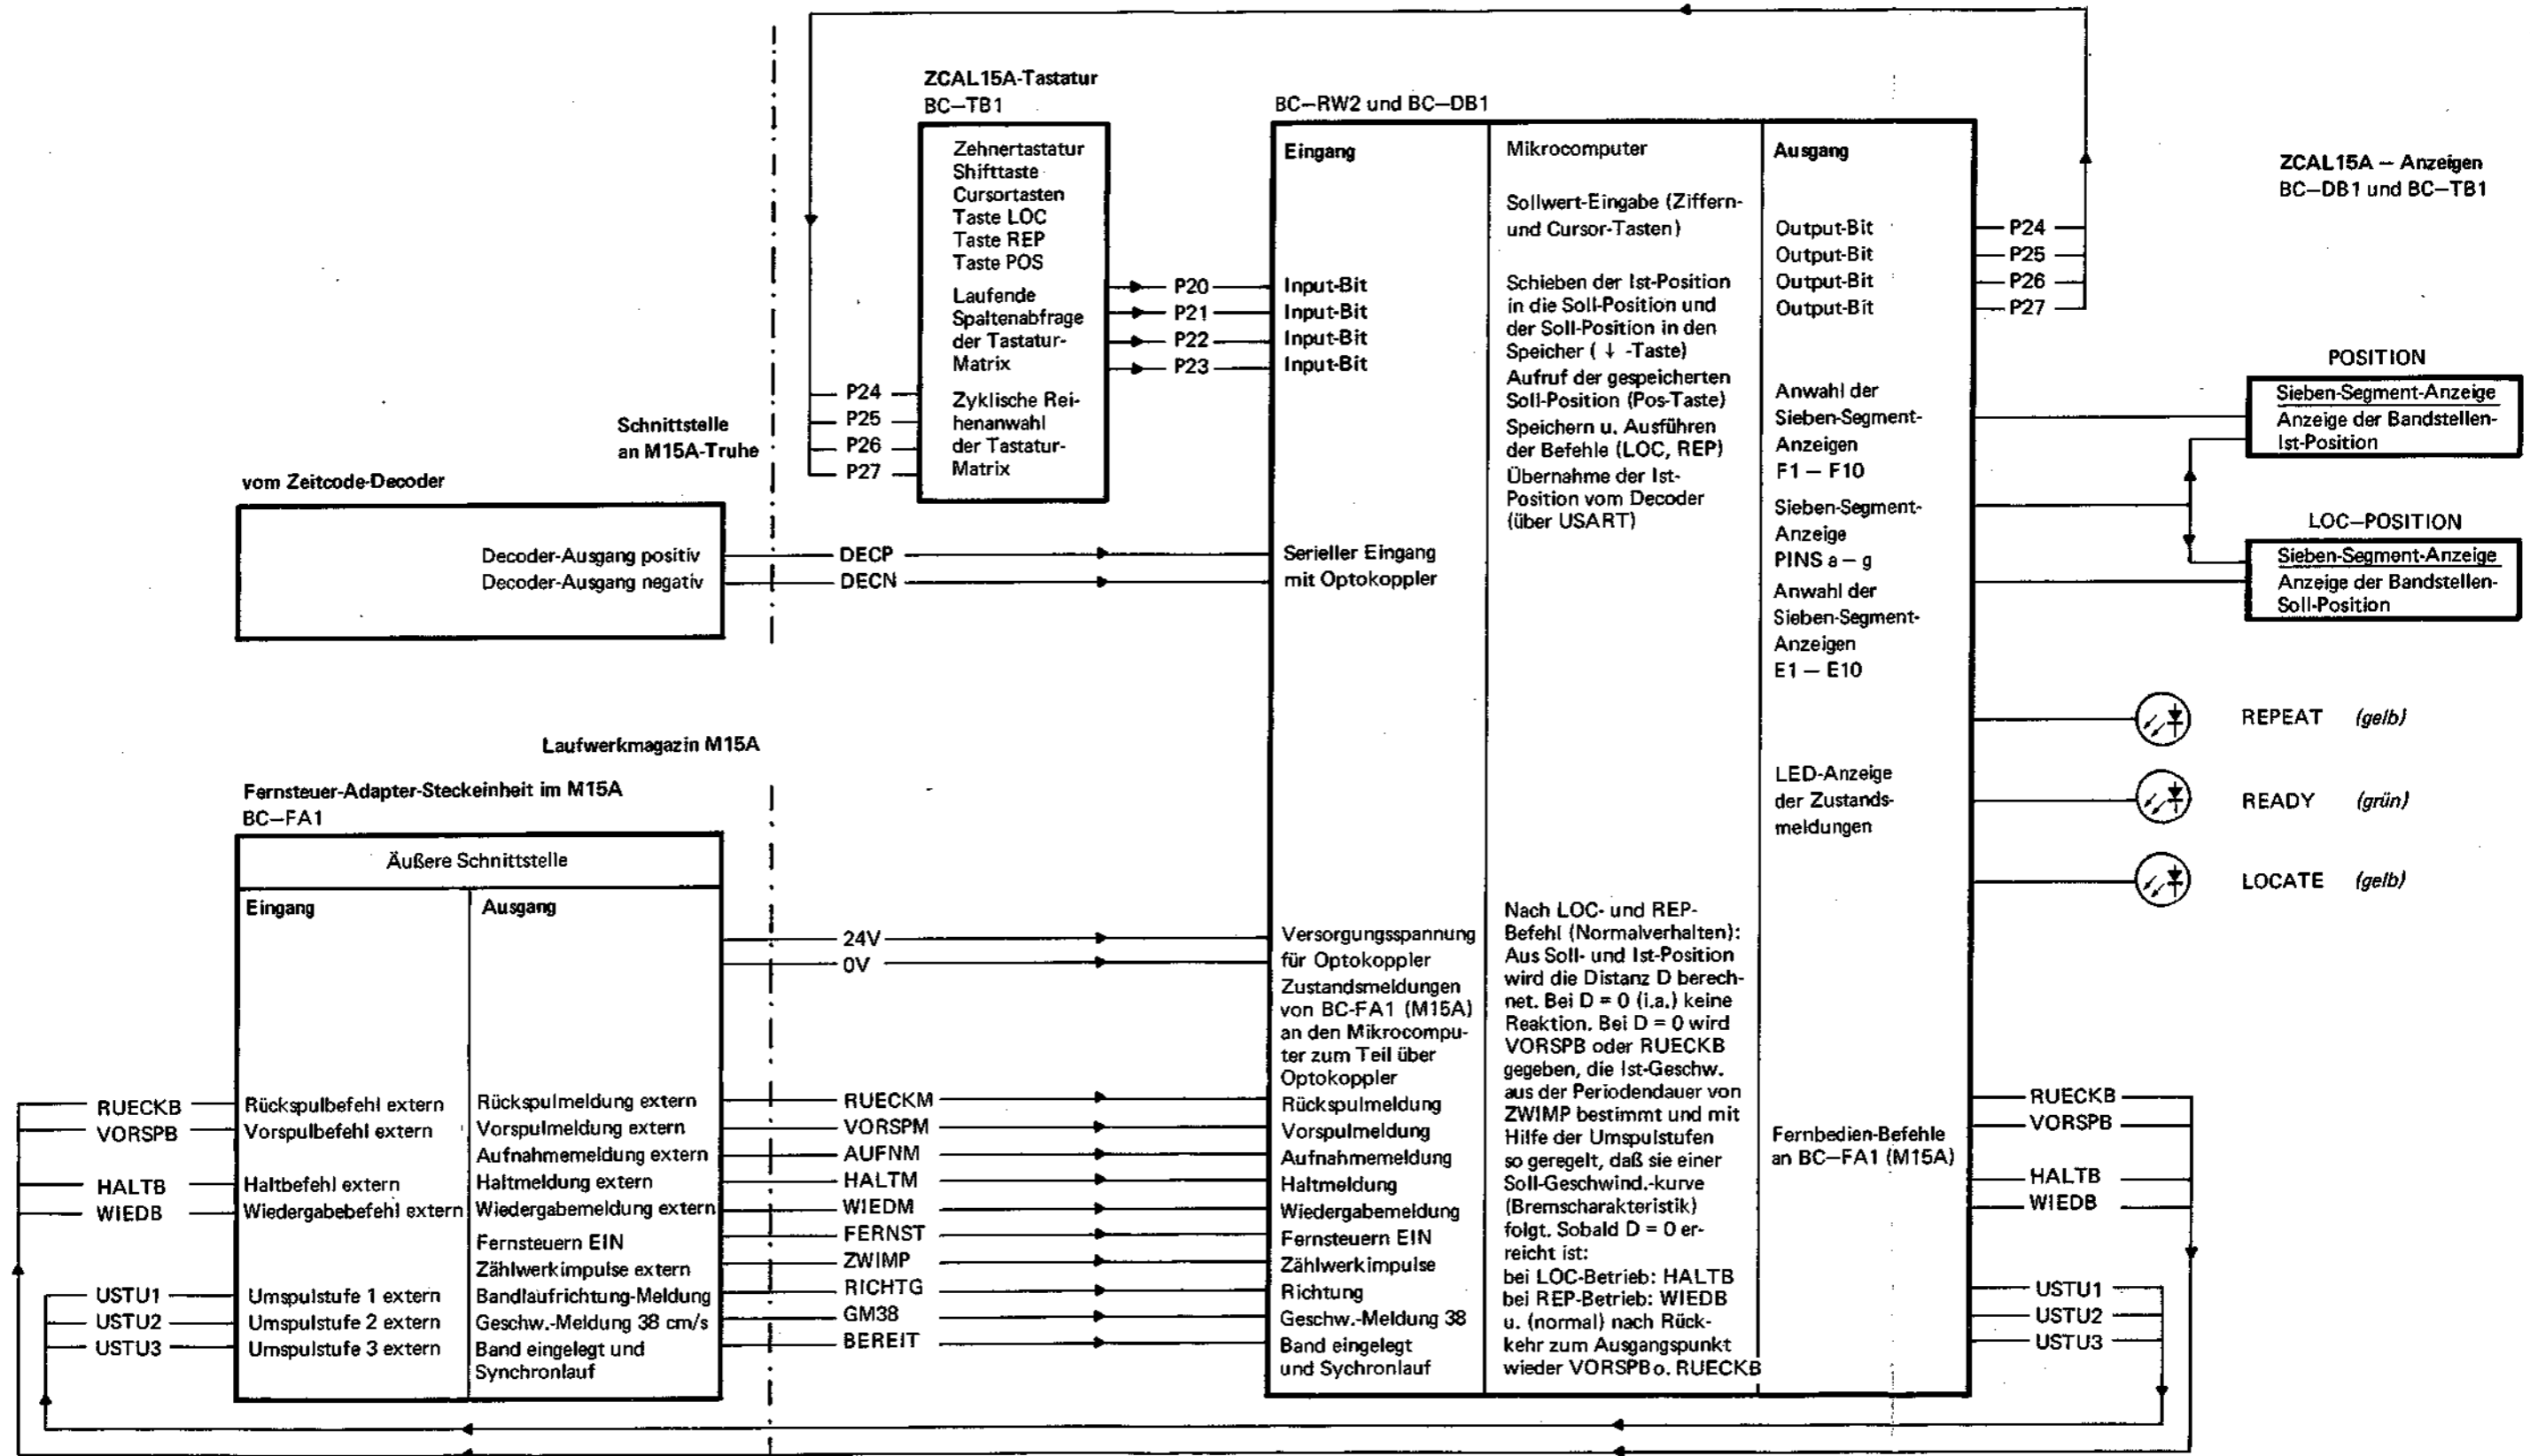 ZCAL15A-Tastatur
BC–TB1
Zehnertastatur
Shifttaste
Cursortasten
Taste LOC
Taste REP
Taste POS
Laufende
Spaltenabfrage
der Tastatur-
Matrix
Zyklische Rei-
henanwahl
der Tastatur-
Matrix
P24
P25
P26
P27
P20
P21
P22
P23
Schnittstelle
an M15A-Truhe
vom Zeitcode-Decoder
Decoder-Ausgang positiv
Decoder-Ausgang negativ
DECP
DECN
Laufwerkmagazin M15A
Fernsteuer-Adapter-Steckeinheit im M15A
BC–FA1
Äußere Schnittstelle
Eingang
Rückspulbefehl extern
Vorspulbefehl extern
Haltbefehl extern
Wiedergabebefehl extern
Umspulstufe 1 extern
Umspulstufe 2 extern
Umspulstufe 3 extern
RUECKB
VORSPB
HALTB
WIEDB
USTU1
USTU2
USTU3
Ausgang
Rückspulmeldung extern
Vorspulmeldung extern
Aufnahmemeldung extern
Haltmeldung extern
Wiedergabemeldung extern
Fernsteuern EIN
Zählwerkimpulse extern
Bandlaufrichtung-Meldung
Geschw.-Meldung 38 cm/s
Band eingelegt und
Synchronlauf
24V
0V
RUECKM
VORSPM
AUFNM
HALTM
WIEDM
FERNST
ZWIMP
RICHTG
GM38
BEREIT
BC–RW2 und BC–DB1
Eingang
Input-Bit
Input-Bit
Input-Bit
Input-Bit
Serieller Eingang
mit Optokoppler
Versorgungsspannung
für Optokoppler
Zustandsmeldungen
von BC-FA1 (M15A)
an den Mikrocompu-
ter zum Teil über
Optokoppler
Rückspulmeldung
Vorspulmeldung
Aufnahmemeldung
Haltmeldung
Wiedergabemeldung
Fernsteuern EIN
Zählwerkimpulse
Richtung
Geschw.-Meldung 38
Band eingelegt
und Sychronlauf
Mikrocomputer
Sollwert-Eingabe (Ziffern-
und Cursor-Tasten)
Schieben der Ist-Position
in die Soll-Position und
der Soll-Position in den
Speicher ( ↓ -Taste)
Aufruf der gespeicherten
Soll-Position (Pos-Taste)
Speichern u. Ausführen
der Befehle (LOC, REP)
Übernahme der Ist-
Position vom Decoder
(über USART)
Nach LOC- und REP-
Befehl (Normalverhalten):
Aus Soll- und Ist-Position
wird die Distanz D berech-
net. Bei D = 0 (i.a.) keine
Reaktion. Bei D = 0 wird
VORSPB oder RUECKB
gegeben, die Ist-Geschw.
aus der Periodendauer von
ZWIMP bestimmt und mit
Hilfe der Umspulstufen
so geregelt, daß sie einer
Soll-Geschwind.-kurve
(Bremscharakteristik)
folgt. Sobald D = 0 er-
reicht ist:
bei LOC-Betrieb: HALTB
bei REP-Betrieb: WIEDB
u. (normal) nach Rück-
kehr zum Ausgangspunkt
wieder VORSPB o. RUECKB
Ausgang
Output-Bit
Output-Bit
Output-Bit
Output-Bit
Anwahl der
Sieben-Segment-
Anzeigen
F1 – F10
Sieben-Segment-
Anzeige
PINS a – g
Anwahl der
Sieben-Segment-
Anzeigen
E1 – E10
LED-Anzeige
der Zustands-
meldungen
Fernbedien-Befehle
an BC–FA1 (M15A)
P24
P25
P26
P27
ZCAL15A – Anzeigen
BC–DB1 und BC–TB1
POSITION
Sieben-Segment-Anzeige
Anzeige der Bandstellen-
Ist-Position
LOC–POSITION
Sieben-Segment-Anzeige
Anzeige der Bandstellen-
Soll-Position
REPEAT (gelb)
READY (grün)
LOCATE (gelb)
RUECKB
VORSPB
HALTB
WIEDB
USTU1
USTU2
USTU3